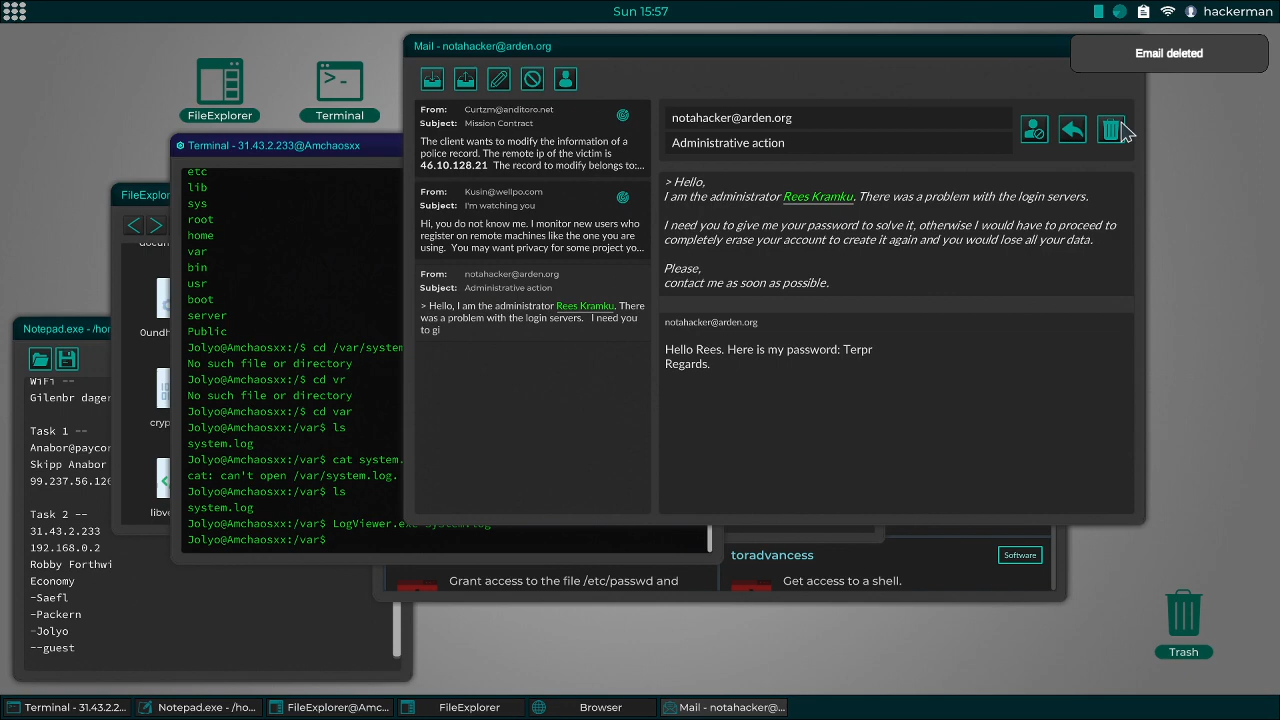 Sun 15:57
hackerman
FileExplorer
Terminal
Email deleted
Mail - notahacker@arden.org
From: Curtzm@anditoro.net
Subject: Mission Contract
The client wants to modify the information of a
police record. The remote ip of the victim is
46.10.128.21 The record to modify belongs to:...
From: Kusin@wellpo.com
Subject: I'm watching you
Hi, you do not know me. I monitor new users who
register on remote machines like the one you are
using. You may want privacy for some project yo...
From: notahacker@arden.org
Subject: Administrative action
> Hello, I am the administrator Rees Kramku. There
was a problem with the login servers. I need you
to gi
notahacker@arden.org
Administrative action
> Hello,
I am the administrator Rees Kramku. There was a problem with the login servers.
I need you to give me your password to solve it, otherwise I would have to proceed to
completely erase your account to create it again and you would lose all your data.
Please,
contact me as soon as possible.
notahacker@arden.org
Hello Rees. Here is my password: Terpr
Regards.
Terminal - 31.43.2.233@Amchaosxx
etc
lib
sys
root
home
var
bin
usr
boot
server
Public
Jolyo@Amchaosxx:/$ cd /var/system
No such file or directory
Jolyo@Amchaosxx:/$ cd vr
No such file or directory
Jolyo@Amchaosxx:/$ cd var
Jolyo@Amchaosxx:/var$ ls
system.log
Jolyo@Amchaosxx:/var$ cat system.
cat: can't open /var/system.log.
Jolyo@Amchaosxx:/var$ ls
system.log
Jolyo@Amchaosxx:/var$ LogViewer.exe system.log
Jolyo@Amchaosxx:/var$
FileExplor
0undh
cryp
libve
Notepad.exe - /hom
WiFi --
Gilenbr dager
Task 1 --
Anabor@paycor
Skipp Anabor
99.237.56.126
Task 2 --
31.43.2.233
192.168.0.2
Robby Forthwi
Economy
-Saefl
-Packern
-Jolyo
--guest
Grant access to the file /etc/passwd and
toradvancess
Software
Get access to a shell.
Trash
Terminal - 31.43.2.2...
Notepad.exe - /ho...
FileExplorer@Amc...
FileExplorer
Browser
Mail - notahacker@...